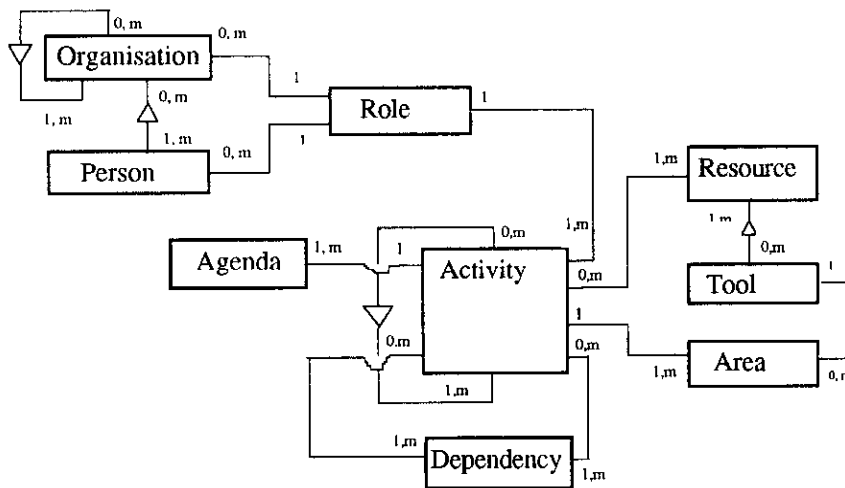 0, m
Organisation
0, m
1, m
0, m
1
Role
1
1, m
Person
0, m
1
1,m
Resource
1,m
0,m
Tool
1
Agenda
1, m
1
0,m
Activity
1,m
0,m
1
0,m
0,m
1,m
1,m
Area
1,m
Dependency
1,m